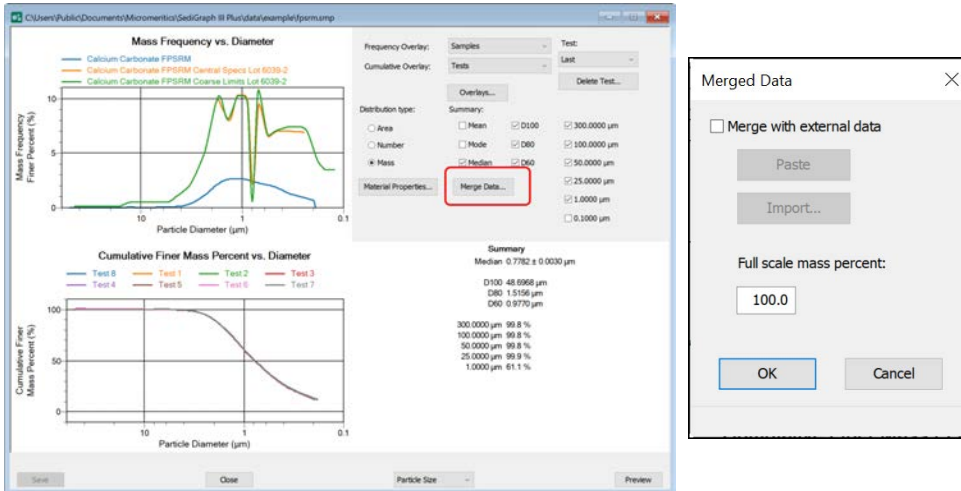 C:\Users\Public\Documents\Micromeritics\SediGraph III Plus\data\example\fpsrm.smp
Mass Frequency vs. Diameter
Calcium Carbonate FPSRM
Calcium Carbonate FPSRM Central Specs Lot 6039-2
Calcium Carbonate FPSRM Coarse Limits Lot 6039-2
Mass Frequency
Finer Percent (%)
10
5
0
10
1
0.1
Particle Diameter (µm)
Frequency Overlay:
Samples
Cumulative Overlay:
Tests
Overlays...
Test:
Last
Delete Test...
Distribution type:
Area
Number
Mass
Material Properties...
Summary:
Mean
D100
300.0000 µm
Mode
D80
100.0000 µm
Median
D60
50.0000 µm
Merge Data...
25.0000 µm
1.0000 µm
0.1000 µm
Cumulative Finer Mass Percent vs. Diameter
Test 8
Test 1
Test 2
Test 3
Test 4
Test 5
Test 6
Test 7
Cumulative Finer
Mass Percent (%)
100
50
0
10
1
0.1
Particle Diameter (µm)
Summary
Median 0.7782 ± 0.0030 µm
D100 48.6968 µm
D80 1.5156 µm
D60 0.9770 µm
300.0000 µm 99.8 %
100.0000 µm 99.8 %
50.0000 µm 99.8 %
25.0000 µm 99.9 %
1.0000 µm 61.1 %
Save
Close
Particle Size
Preview
Merged Data
Merge with external data
Paste
Import...
Full scale mass percent:
100.0
OK
Cancel